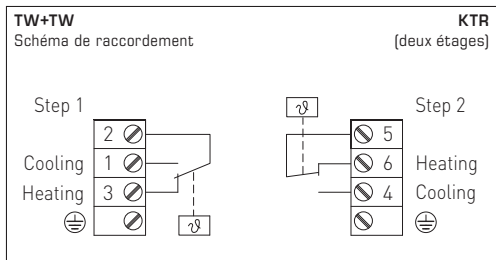 TW+TW KTR
Schéma de raccordement (deux étages)
Step 1 ϑ Step 2
2 5
Cooling 1 6 Heating
Heating 3 4 Cooling
ϑ